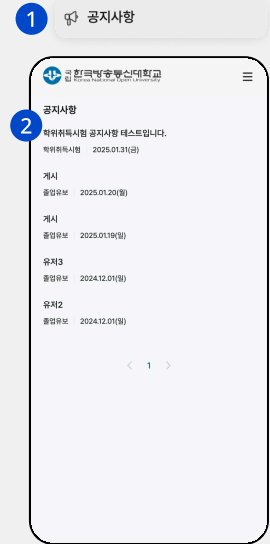 1 공지사항
국립 한국방송통신대학교
Korea National Open University
공지사항
2
학위취득시험 공지사항 테스트입니다.
학위취득시험 2025.01.31(금)
게시
졸업유보 2025.01.20(월)
게시
졸업유보 2025.01.19(일)
유저3
졸업유보 2024.12.01(일)
유저2
졸업유보 2024.12.01(일)
< 1 >